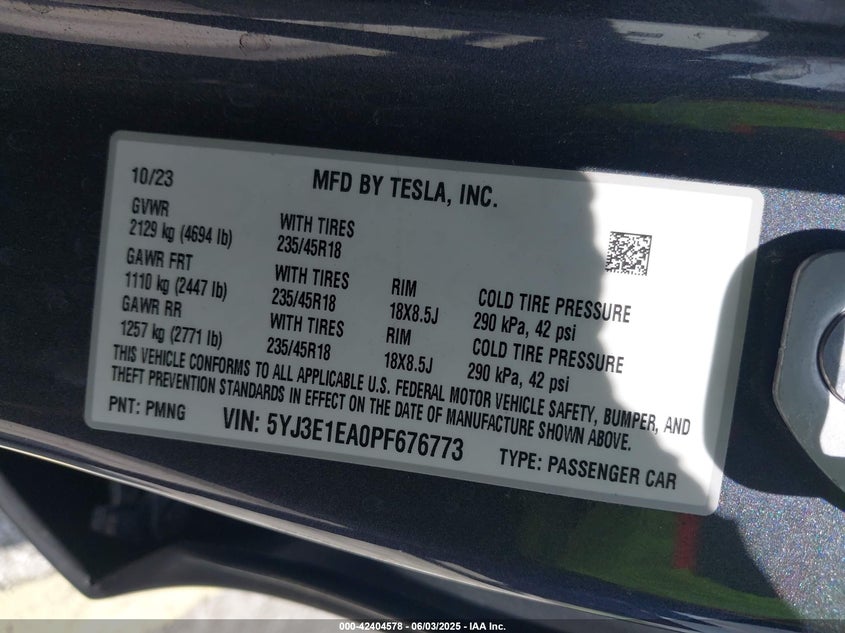 10/23 MFD BY TESLA, INC.
GVWR
2129 kg (4694 lb) WITH TIRES 235/45R18
GAWR FRT
1110 kg (2447 lb) WITH TIRES 235/45R18 RIM 18X8.5J COLD TIRE PRESSURE 290 kPa, 42 psi
GAWR RR
1257 kg (2771 lb) WITH TIRES 235/45R18 RIM 18X8.5J COLD TIRE PRESSURE 290 kPa, 42 psi
THIS VEHICLE CONFORMS TO ALL APPLICABLE U.S. FEDERAL MOTOR VEHICLE SAFETY, BUMPER, AND
THEFT PREVENTION STANDARDS IN EFFECT ON THE DATE OF MANUFACTURE SHOWN ABOVE.
PNT: PMNG VIN: 5YJ3E1EA0PF676773 TYPE: PASSENGER CAR
000-42404578 - 06/03/2025 - IAA Inc.